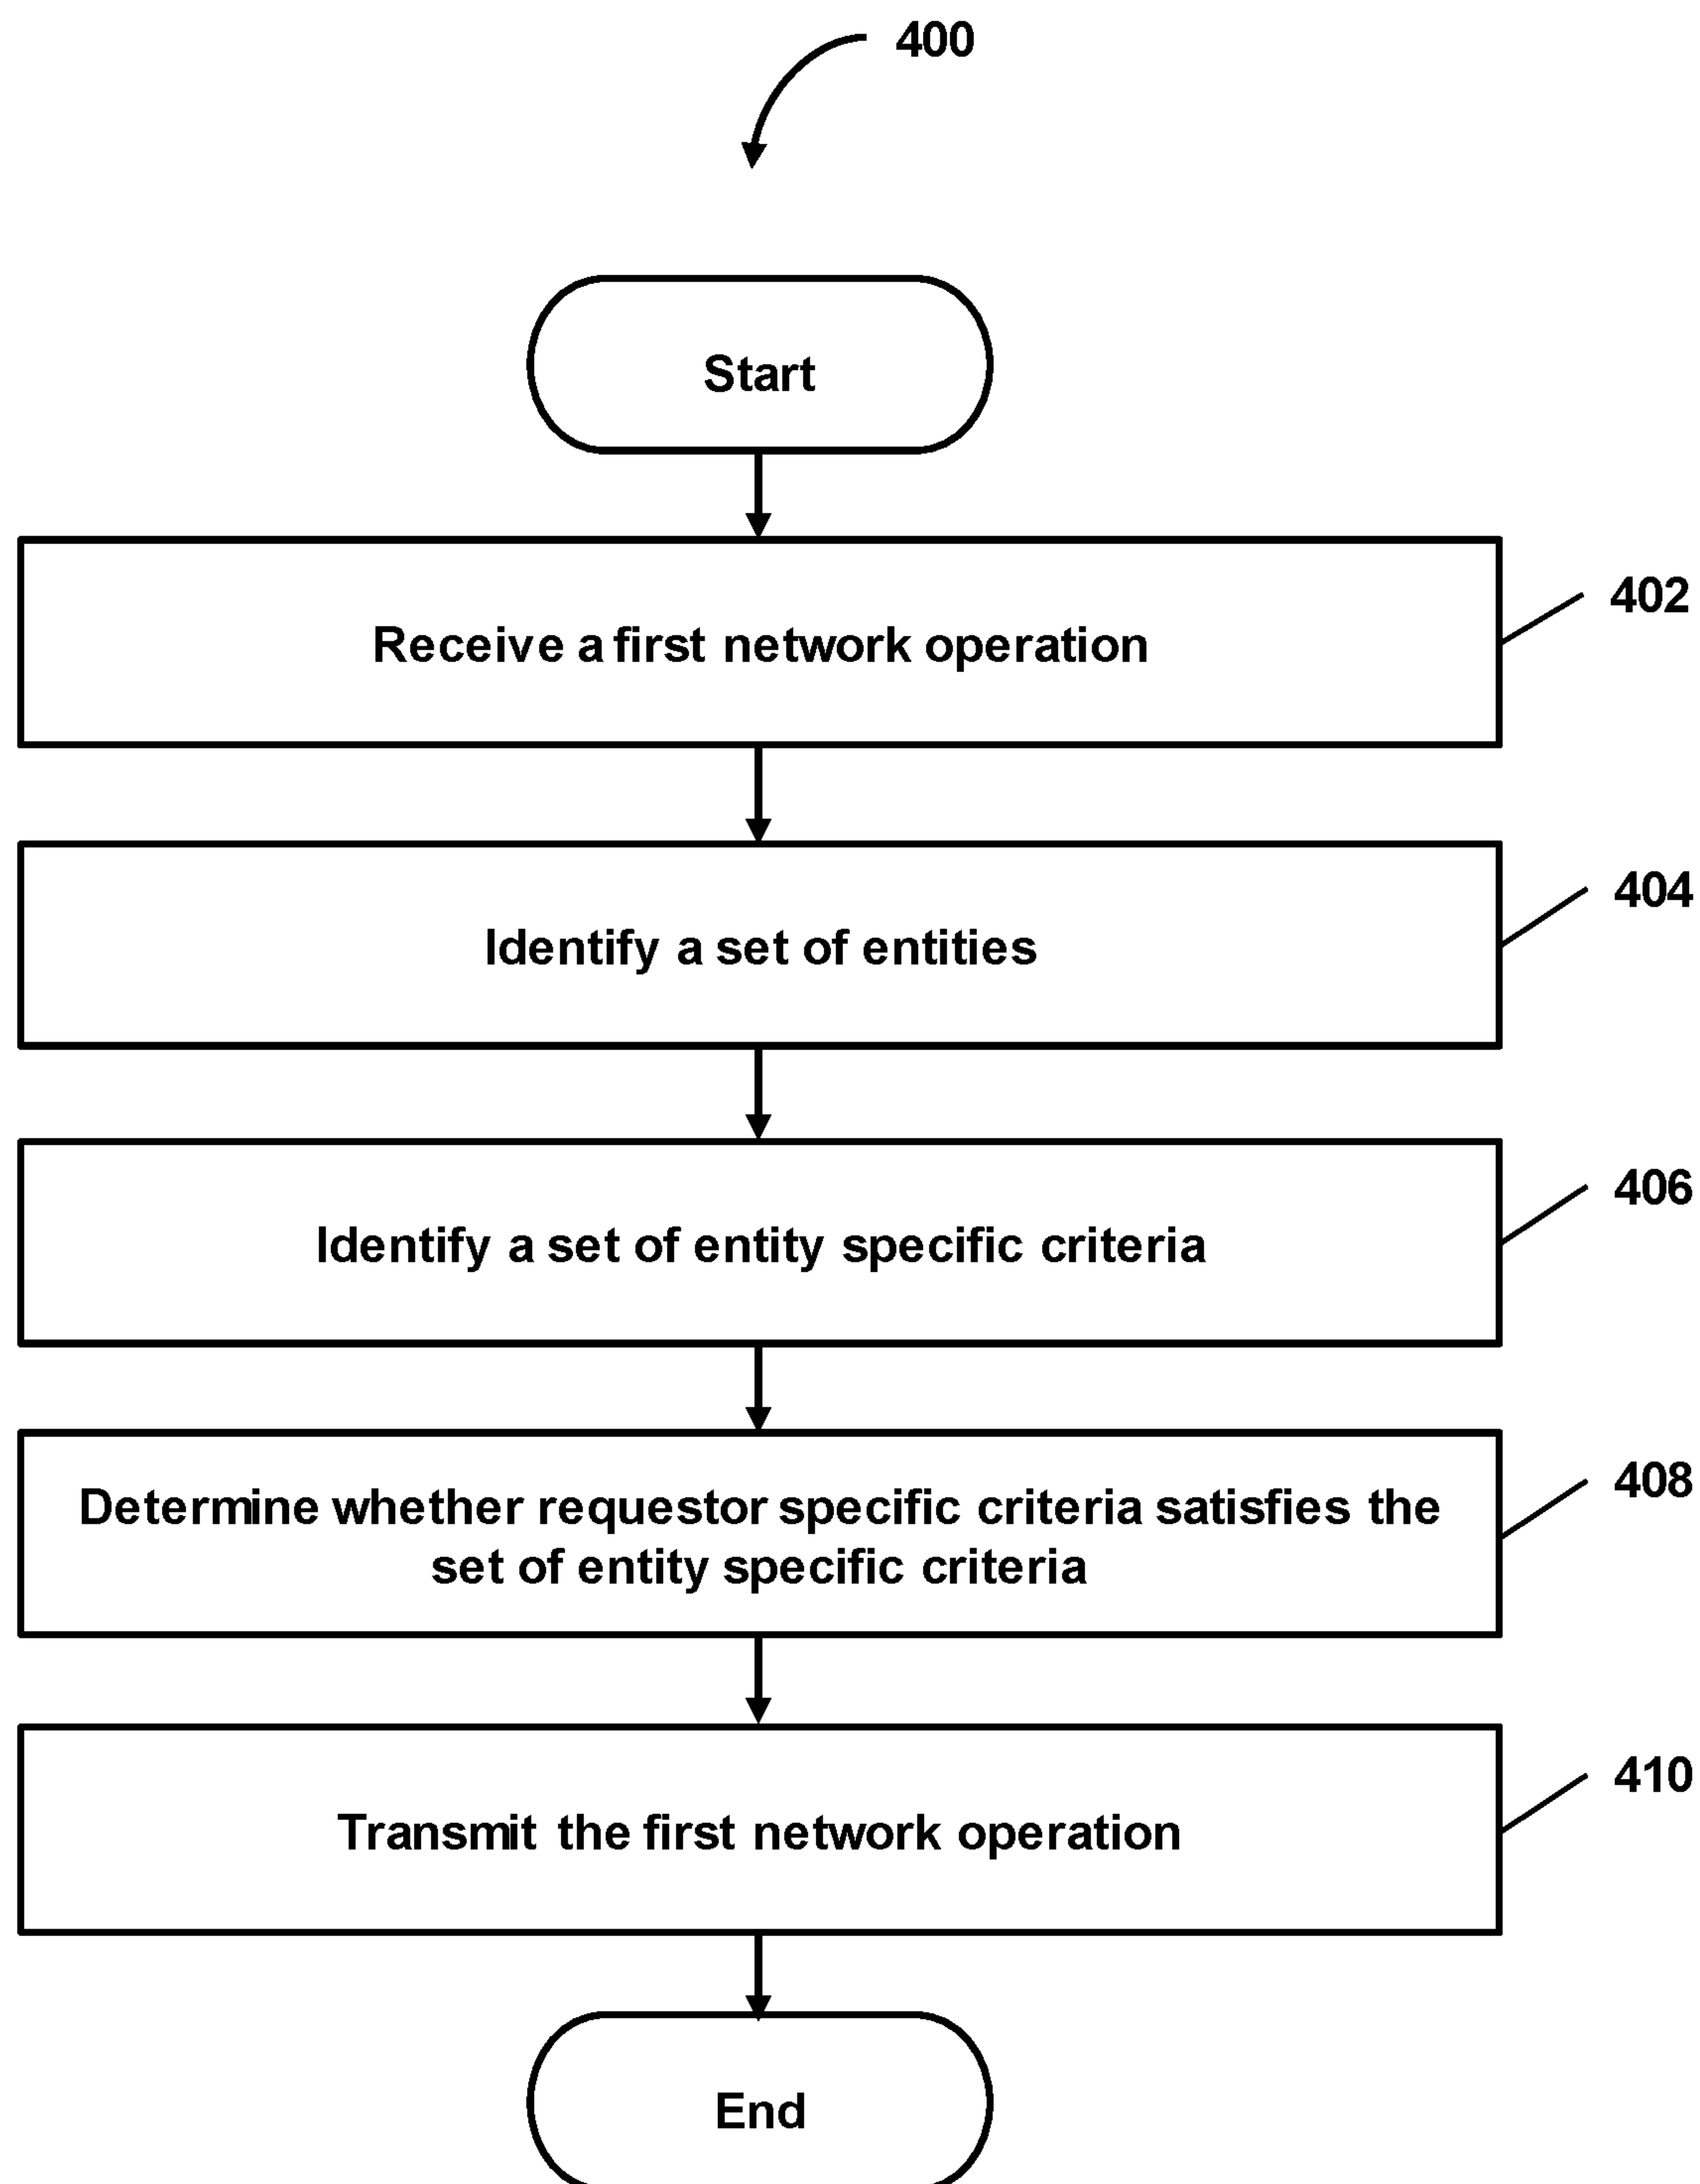 400
Start
Receive a first network operation
402
Identify a set of entities
404
Identify a set of entity specific criteria
406
Determine whether requestor specific criteria satisfies the
set of entity specific criteria
408
Transmit the first network operation
410
End